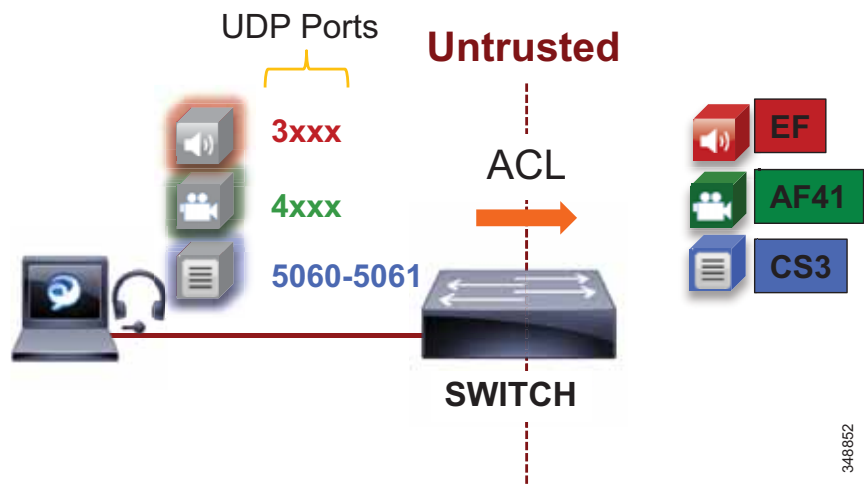 UDP Ports
Untrusted
3xxx
EF
ACL
4xxx
AF41
5060-5061
CS3
SWITCH
348852